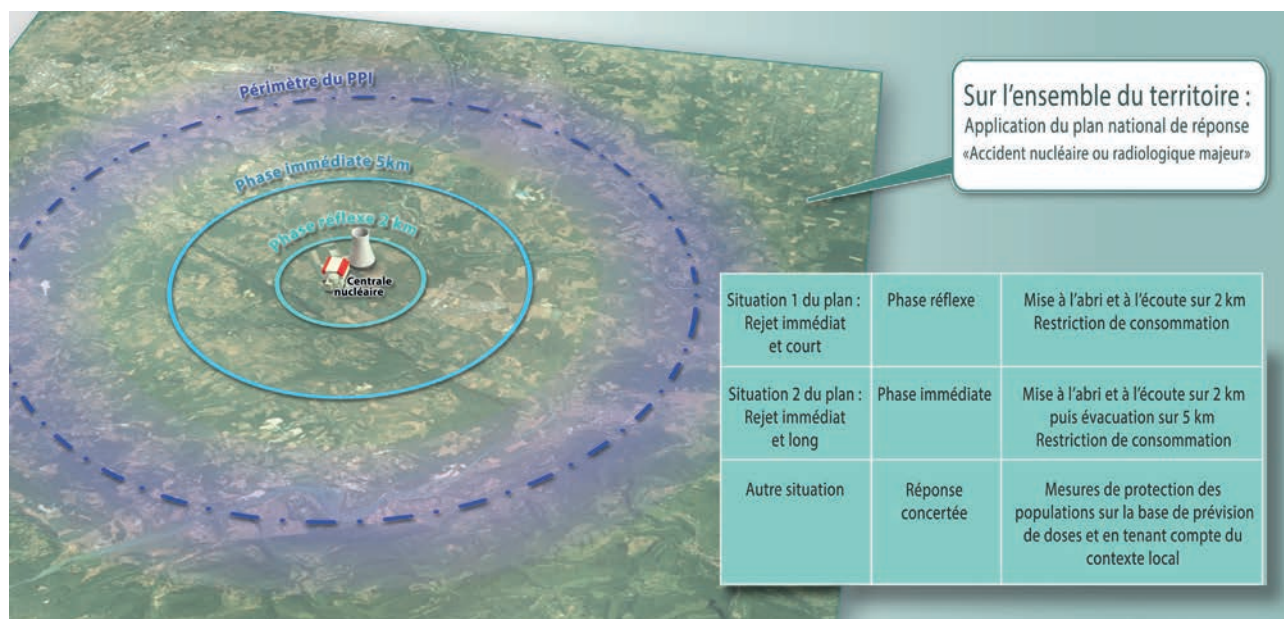 Périmètre du PPI
Phase immédiate 5km
Phase réflexe 2 km
Centrale
nucléaire
Sur l'ensemble du territoire :
Application du plan national de réponse
«Accident nucléaire ou radiologique majeur»
Situation 1 du plan :
Rejet immédiat
et court
Phase réflexe
Mise à l'abri et à l'écoute sur 2 km
Restriction de consommation
Situation 2 du plan :
Rejet immédiat
et long
Phase immédiate
Mise à l'abri et à l'écoute sur 2 km
puis évacuation sur 5 km
Restriction de consommation
Autre situation
Réponse
concertée
Mesures de protection des
populations sur la base de prévision
de doses et en tenant compte du
contexte local